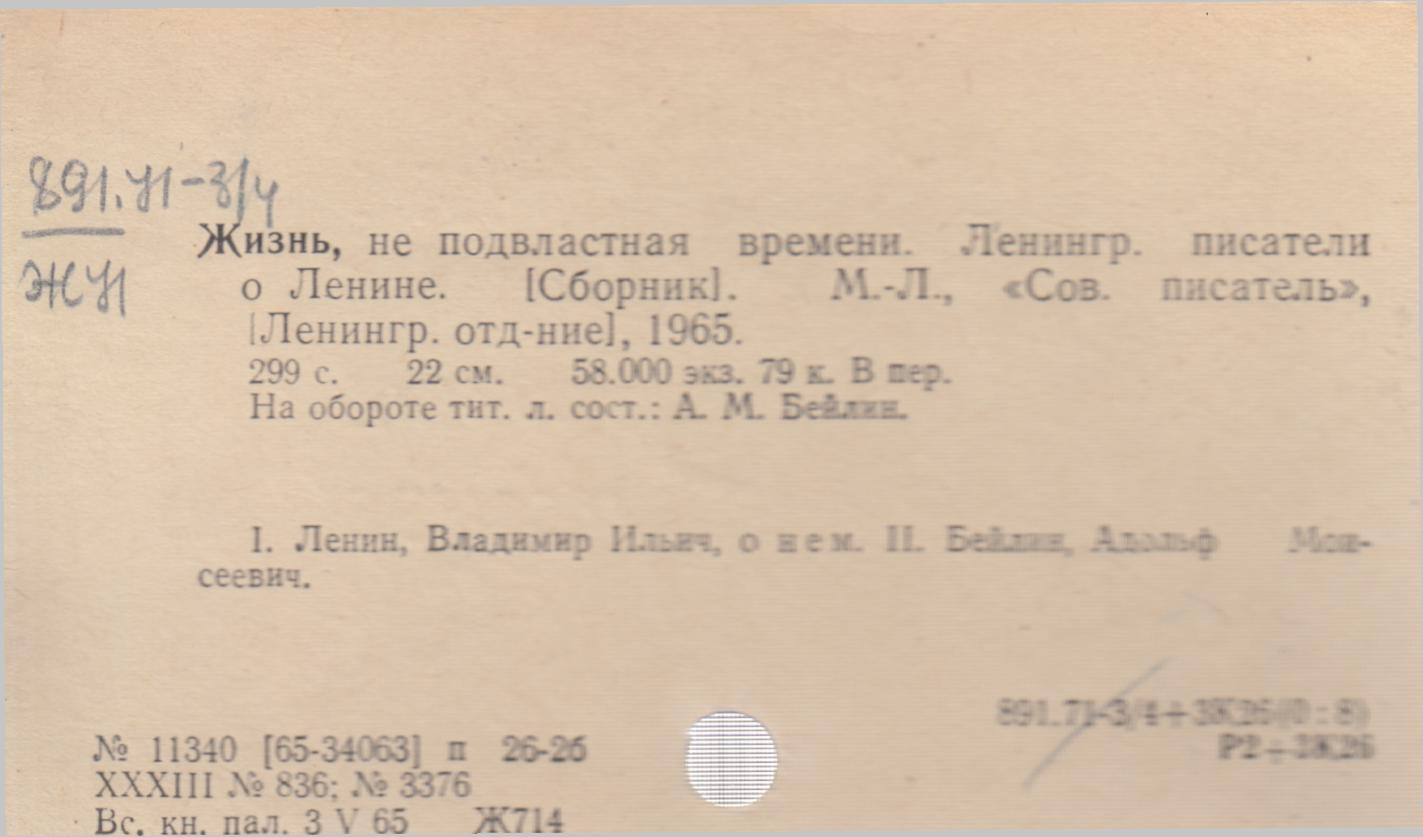 891.71-3/4
Ж71
Жизнь, не подвластная времени. Ленингр. писатели
о Ленине. [Сборник]. М.-Л., «Сов. писатель»,
[Ленингр. отд-ние], 1965.
299 с. 22 см. 58.000 экз. 79 к. В пер.
На обороте тит. л. сост.: А. М. Бейлин.
I. Ленин, Владимир Ильич, о нем. II. Бейлин, Адольф Мои-
сеевич.
891.71-3/4+3К26(0:8)
Р2+3К26
№ 11340 [65-34063] п 26-26
XXXIII № 836; № 3376
Вс. кн. пал. 3 V 65 Ж714